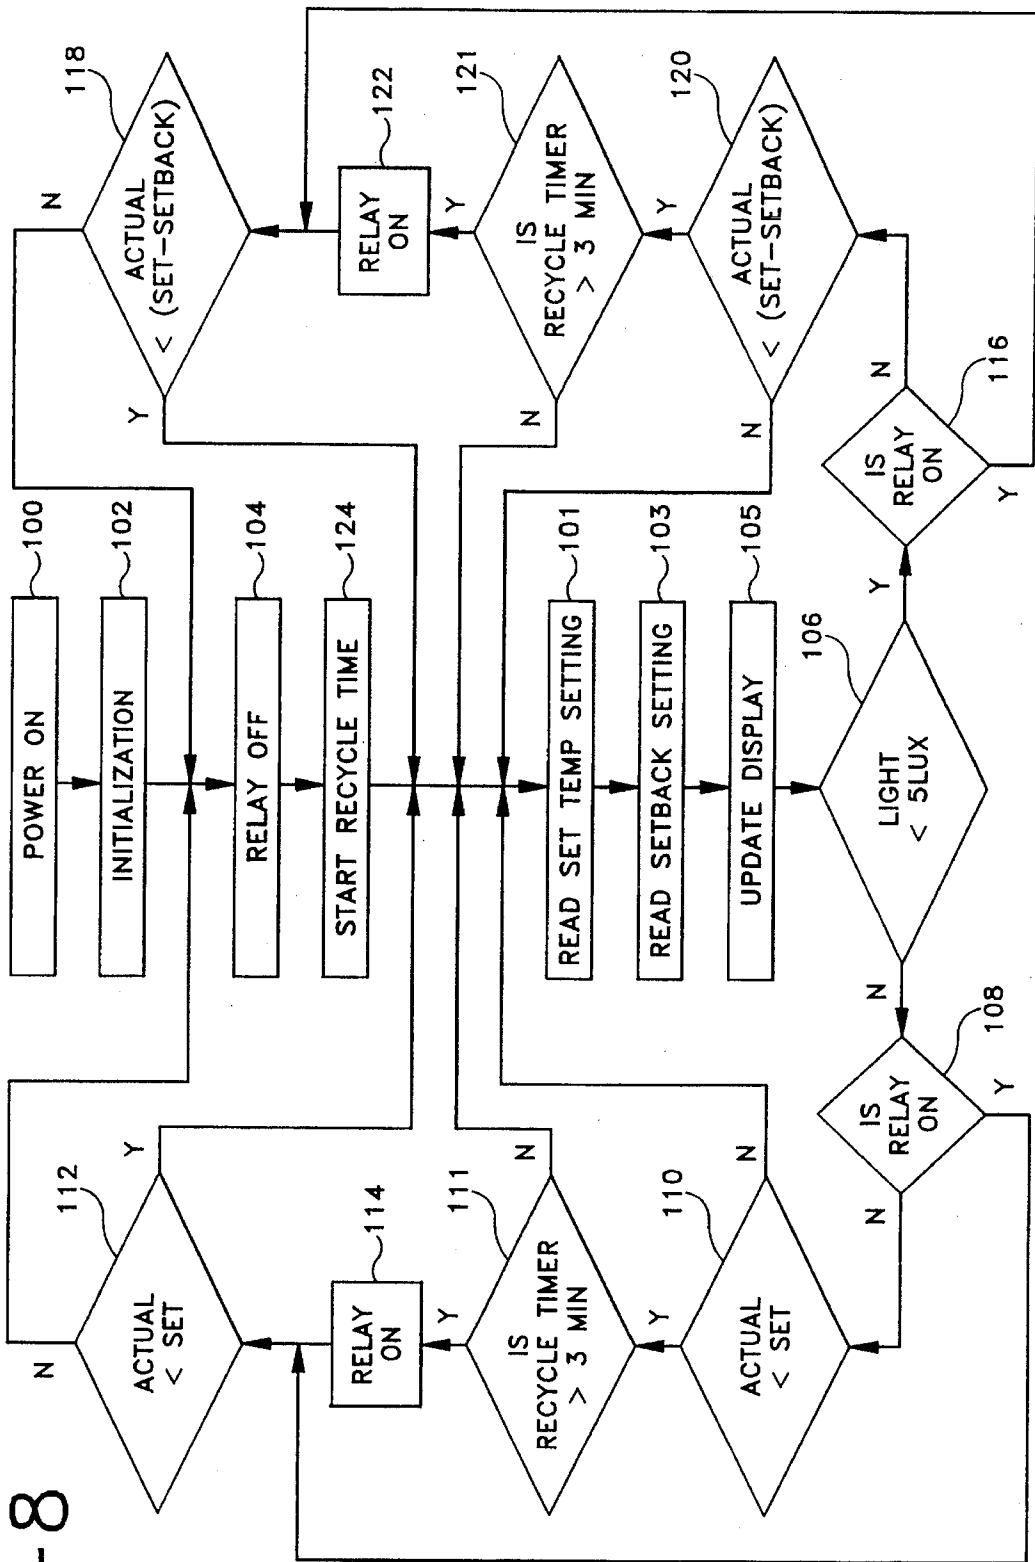 -8
POWER ON
100
INITIALIZATION
102
RELAY OFF
104
START RECYCLE TIME
124
READ SET TEMP SETTING
101
READ SETBACK SETTING
103
UPDATE DISPLAY
105
LIGHT
< 5LUX
106
N
Y
IS
RELAY
ON
108
N
Y
ACTUAL
< SET
110
N
Y
IS
RECYCLE TIMER
> 3 MIN
111
N
Y
RELAY
ON
114
ACTUAL
< SET
112
N
Y
IS
RELAY
ON
116
N
Y
ACTUAL
< (SET-SETBACK)
120
N
Y
IS
RECYCLE TIMER
> 3 MIN
121
N
Y
RELAY
ON
122
ACTUAL
< (SET-SETBACK)
118
N
Y